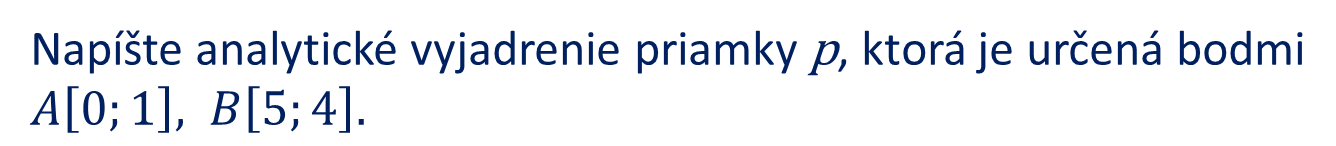 Napíšte analytické vyjadrenie priamky p, ktorá je určená bodmi
A[0; 1], B[5; 4].